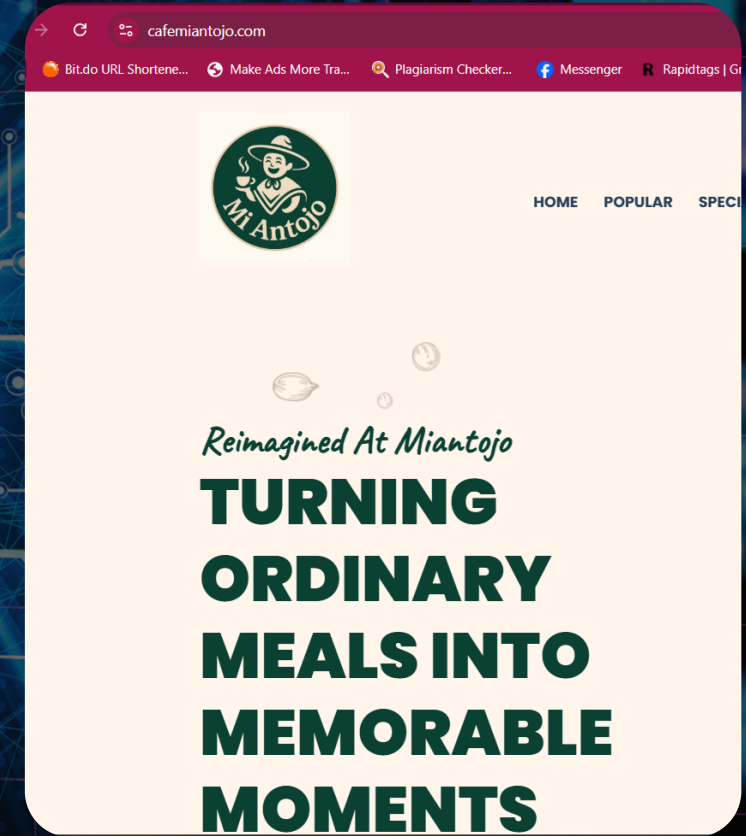 cafemiantojo.com
Bit.do URL Shortene... Make Ads More Tra... Plagiarism Checker... Messenger R Rapidtags | Gr
Mi Antojo
HOME POPULAR SPECI
Reimagined At Miantojo
TURNING
ORDINARY
MEALS INTO
MEMORABLE
MOMENTS